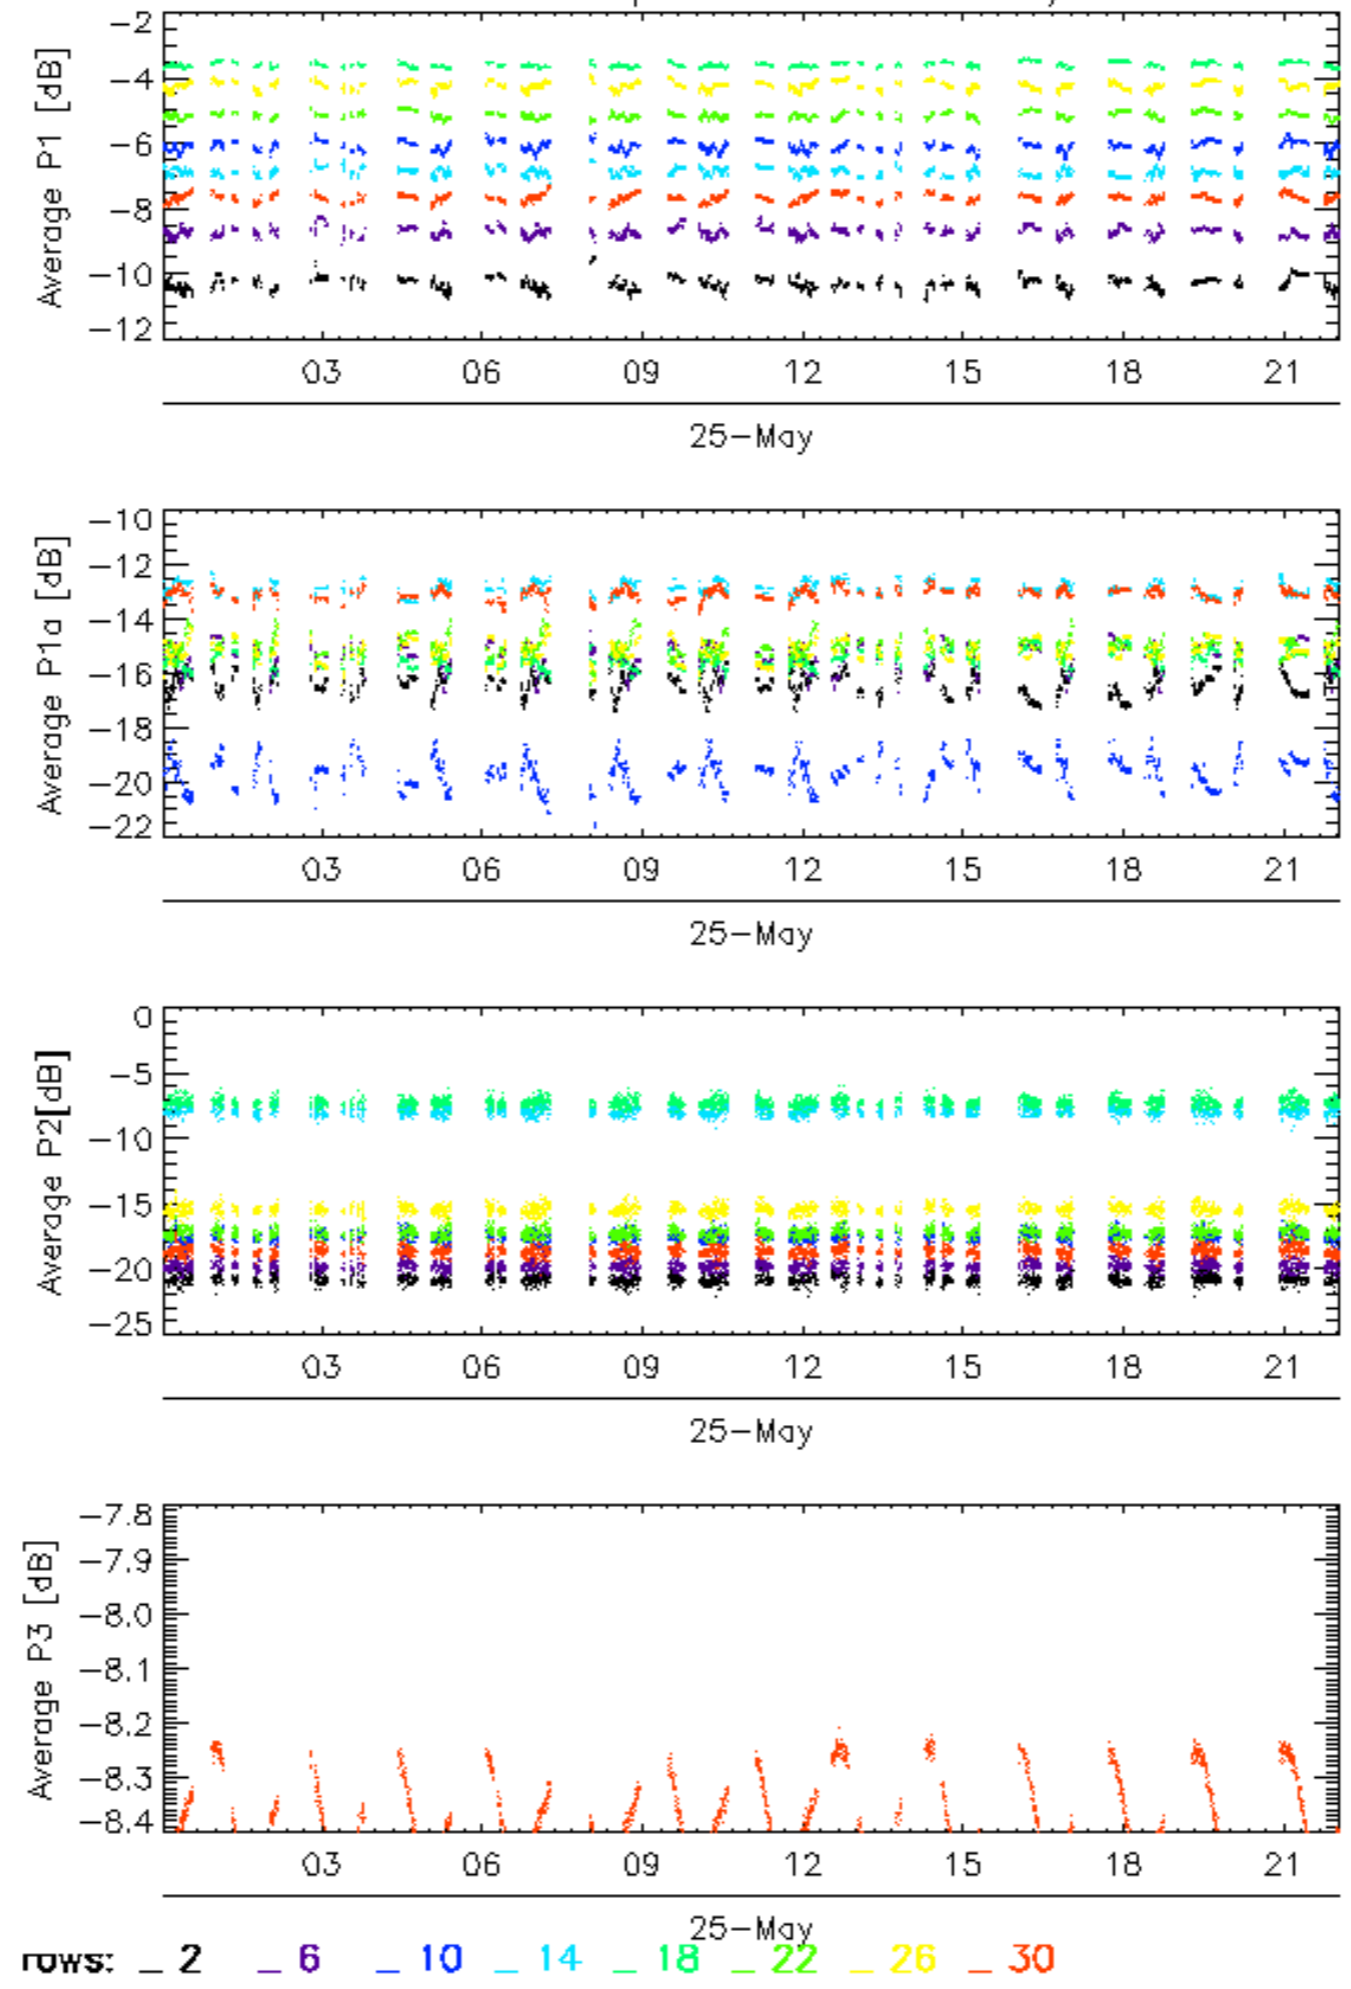 Average P1 [dB]
-2
-4
-6
-8
-10
-12
03 06 09 12 15 18 21
25-May
Average P1a [dB]
-10
-12
-14
-16
-18
-20
-22
03 06 09 12 15 18 21
25-May
Average P2[dB]
0
-5
-10
-15
-20
-25
03 06 09 12 15 18 21
25-May
Average P3 [dB]
-7.8
-7.9
-8.0
-8.1
-8.2
-8.3
-8.4
03 06 09 12 15 18 21
25-May
rows: _ 2 _ 6 _ 10 _ 14 _ 18 _ 22 _ 26 _ 30